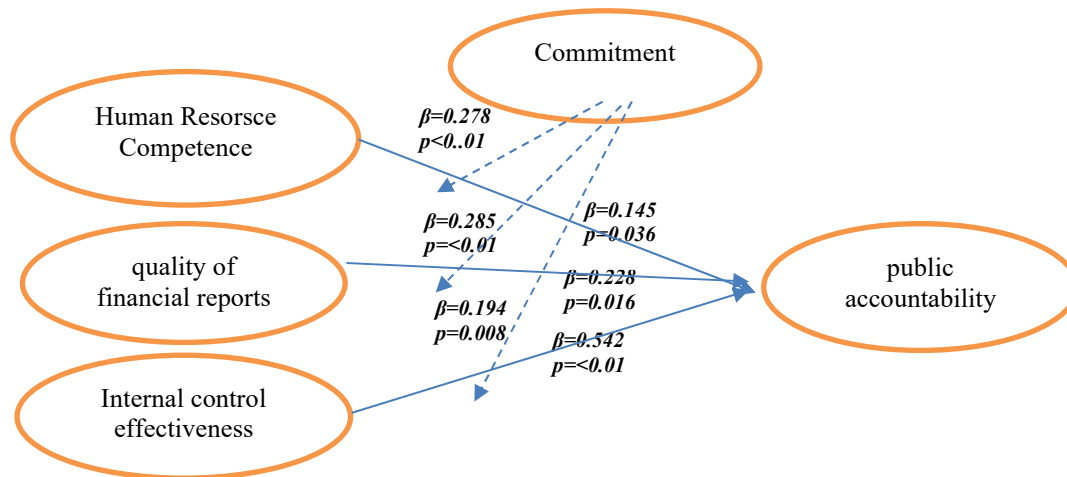 Commitment
Human Resorsce
Competence
β=0.278
p<0..01
β=0.145
p=0.036
β=0.285
p=<0.01
quality of
financial reports
public
accountability
β=0.228
p=0.016
β=0.194
p=0.008
β=0.542
p=<0.01
Internal control
effectiveness